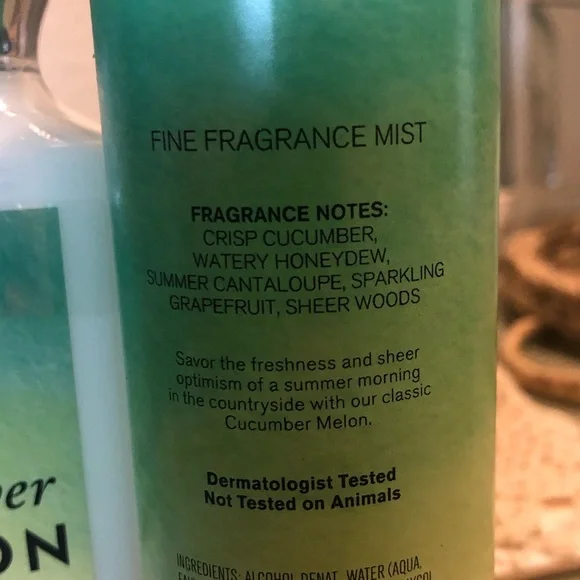 FINE FRAGRANCE MIST
FRAGRANCE NOTES:
CRISP CUCUMBER,
WATERY HONEYDEW,
SUMMER CANTALOUPE, SPARKLING
GRAPEFRUIT, SHEER WOODS
Savor the freshness and sheer
optimism of a summer morning
in the countryside with our classic
Cucumber Melon.
Dermatologist Tested
Not Tested on Animals
INGREDIENTS: ALCOHOL DENAT., WATER (AQUA,